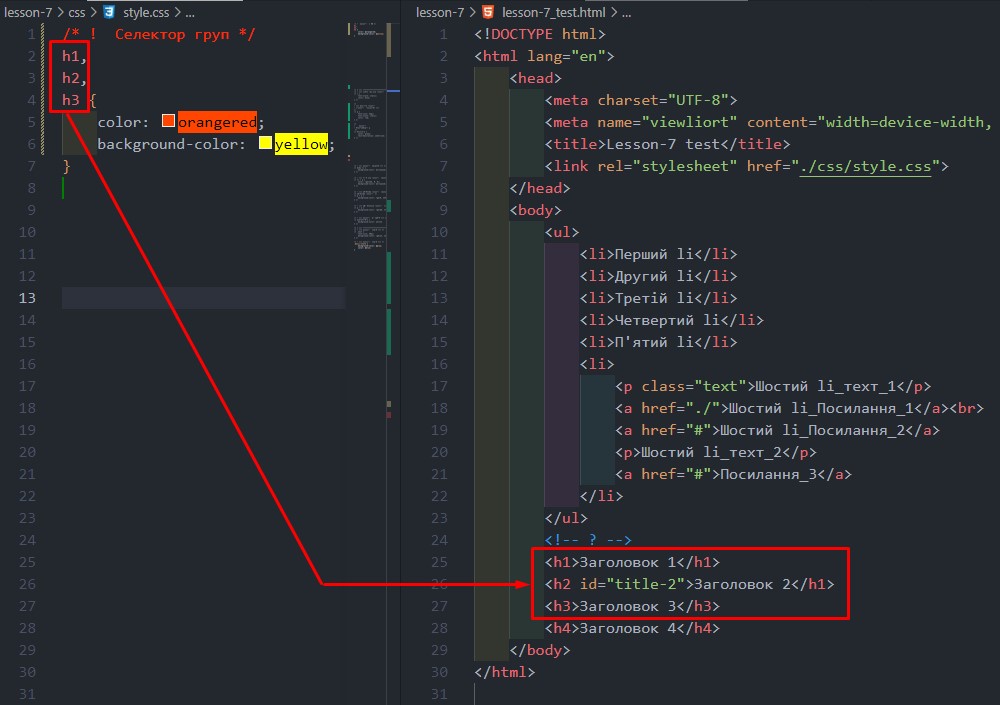 lesson-7 > css > style.css > ...
1 /* ! Селектор груп */
2 h1,
3 h2,
4 h3 {
5 color: orangered;
6 background-color: yellow;
7 }
8
9
10
11
12
13
14
15
16
17
18
19
20
21
22
23
24
25
26
27
28
29
30
31
lesson-7 > lesson-7_test.html > ...
1 <!DOCTYPE html>
2 <html lang="en">
3 <head>
4 <meta charset="UTF-8">
5 <meta name="viewliort" content="width=device-width,
6 <title>Lesson-7 test</title>
7 <link rel="stylesheet" href="./css/style.css">
8 </head>
9 <body>
10 <ul>
11 <li>Перший li</li>
12 <li>Другий li</li>
13 <li>Третій li</li>
14 <li>Четвертий li</li>
15 <li>П'ятий li</li>
16 <li>
17 <p class="text">Шостий li_тект_1</p>
18 <a href="./">Шостий li_Посилання_1</a><br>
19 <a href="#">Шостий li_Посилання_2</a>
20 <p>Шостий li_тект_2</p>
21 <a href="#">Посилання_3</a>
22 </li>
23 </ul>
24 <!-- ? -->
25 <h1>Заголовок 1</h1>
26 <h2 id="title-2">Заголовок 2</h1>
27 <h3>Заголовок 3</h3>
28 <h4>Заголовок 4</h4>
29 </body>
30 </html>
31